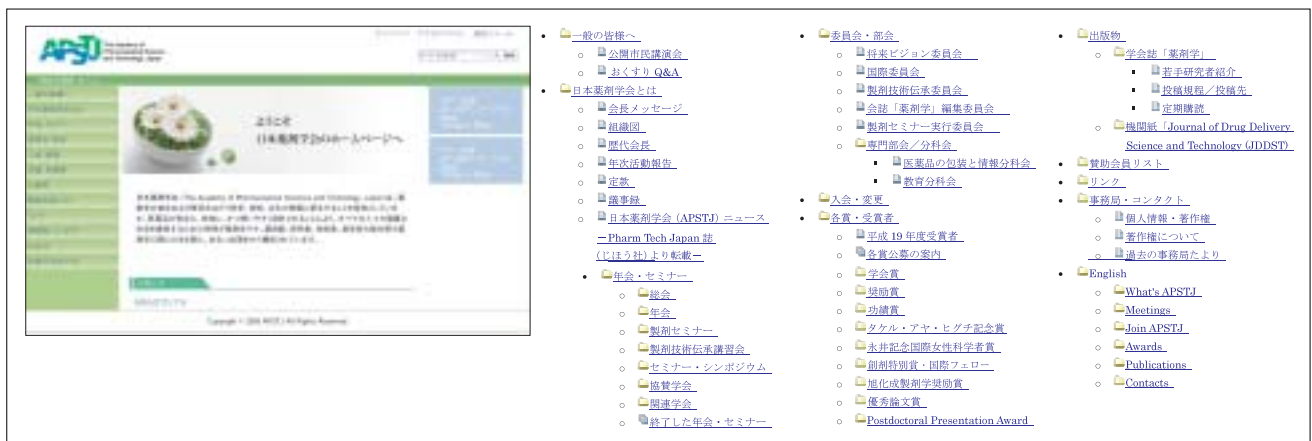 APSTJ
The Academy of
Pharmaceutical Science
and Technology, Japan
ようこそ
日本薬剤学会のホームページへ
一般の皆様へ
公開市民講演会
おくすり Q&A
日本薬剤学会とは
会長メッセージ
組織図
歴代会長
年次活動報告
定款
議事録
日本薬剤学会 (APSTJ) ニュース
－Pharm Tech Japan 誌
(じほう社) より転載－
年会・セミナー
総会
年会
製剤セミナー
製剤技術伝承講習会
セミナー・シンポジウム
協賛学会
関連学会
終了した年会・セミナー
委員会・部会
将来ビジョン委員会
国際委員会
製剤技術伝承委員会
会誌「薬剤学」編集委員会
製剤セミナー実行委員会
専門部会／分科会
医薬品の包装と情報分科会
教育分科会
入会・変更
各賞・受賞者
平成 19 年度受賞者
各賞公募の案内
学会賞
奨励賞
功績賞
タケル・アヤ・ヒグチ記念賞
永井記念国際女性科学者賞
創剤特別賞・国際フェロー
旭化成製剤学奨励賞
優秀論文賞
Postdoctoral Presentation Award
出版物
学会誌「薬剤学」
若手研究者紹介
投稿規程／投稿先
定期購読
機関紙「Journal of Drug Delivery
Science and Technology (JDDST)
賛助会員リスト
リンク
事務局・コンタクト
個人情報・著作権
著作権について
過去の事務局たより
English
What's APSTJ
Meetings
Join APSTJ
Awards
Publications
Contacts